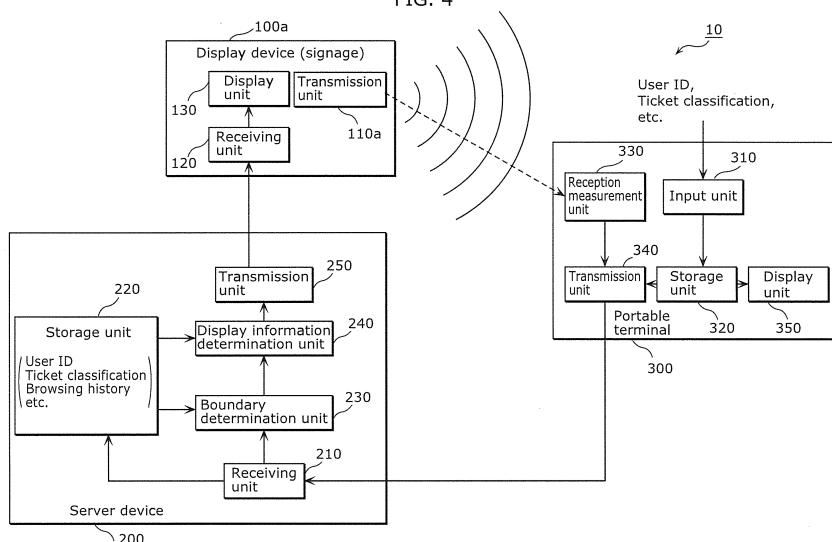 FIG. 4
10
100a
Display device (signage)
Display
unit
130
Transmission
unit
110a
Receiving
unit
120
User ID,
Ticket classification,
etc.
330
Reception
measurement
unit
310
Input unit
340
Transmission
unit
Storage
unit
320
Display
unit
350
Portable
terminal
300
Transmission
unit
250
220
Storage unit
User ID
Ticket classification
Browsing history
etc.
Display information
determination unit
240
Boundary
determination unit
230
Receiving
unit
210
Server device
200